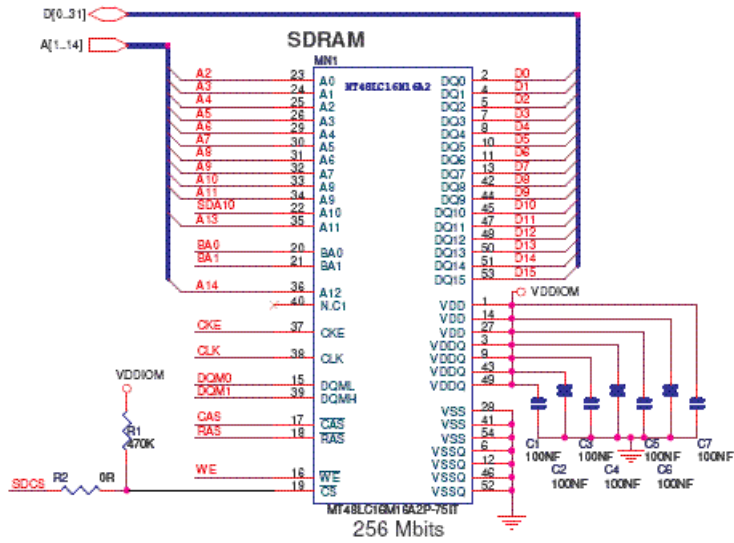 D[0..31]
A[1..14]
SDRAM
MN1
MT48LC16M16A2
A2 23 A0 DQ0 2 D0
A3 24 A1 DQ1 4 D1
A4 25 A2 DQ2 5 D2
A5 26 A3 DQ3 7 D3
A6 29 A4 DQ4 8 D4
A7 30 A5 DQ5 10 D5
A8 31 A6 DQ6 11 D6
A9 32 A7 DQ7 13 D7
A10 33 A8 DQ8 42 D8
A11 34 A9 DQ9 44 D9
SDA10 22 A10 DQ10 45 D10
A13 35 A11 DQ11 47 D11
DQ12 48 D12
BA0 20 BA0 DQ13 50 D13
BA1 21 BA1 DQ14 51 D14
DQ15 53 D15
A14 36 A12
VDDIOM
40 N.C1 VDD 1
VDD 14
CKE 37 CKE VDD 27
VDDQ 3
CLK 38 CLK VDDQ 9
VDDQ 43
VDDIOM
DQM0 15 DQML VDDQ 49
DQM1 39 DQMH
VSS 28
CAS 17 CAS VSS 41
RAS 18 RAS VSS 54
R1
470K
VSSQ 6
VSSQ 12
WE 16 WE VSSQ 46
SDCS R2 0R 19 CS VSSQ 52
C1 C3 C5 C7
100NF 100NF 100NF 100NF
C2 C4 C6
100NF 100NF 100NF
MT48LC16M16A2P-75IT
256 Mbits